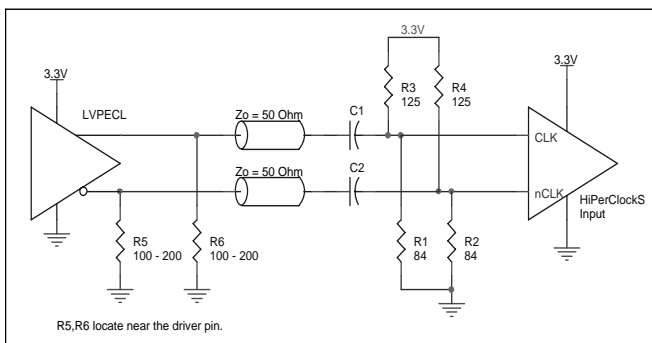 3.3V
3.3V
3.3V
R3
125
R4
125
LVPECL
Zo = 50 Ohm
C1
CLK
Zo = 50 Ohm
C2
nCLK
HiPerClockS
Input
R5
100 - 200
R6
100 - 200
R1
84
R2
84
R5,R6 locate near the driver pin.